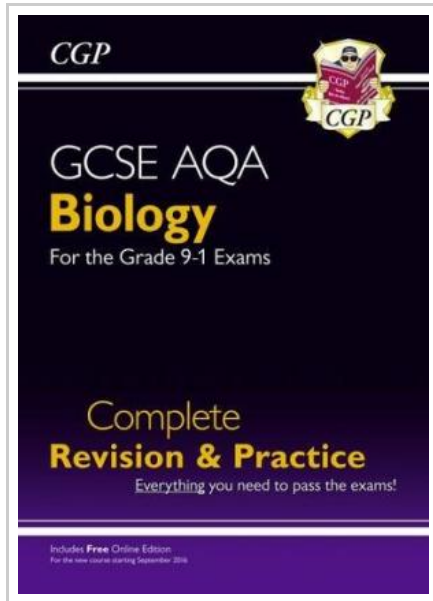 CGP
CGP
CGP
GCSE AQA
Biology
For the Grade 9-1 Exams
Complete
Revision & Practice
Everything you need to pass the exams!
Includes Free Online Edition
For the new course starting September 2016